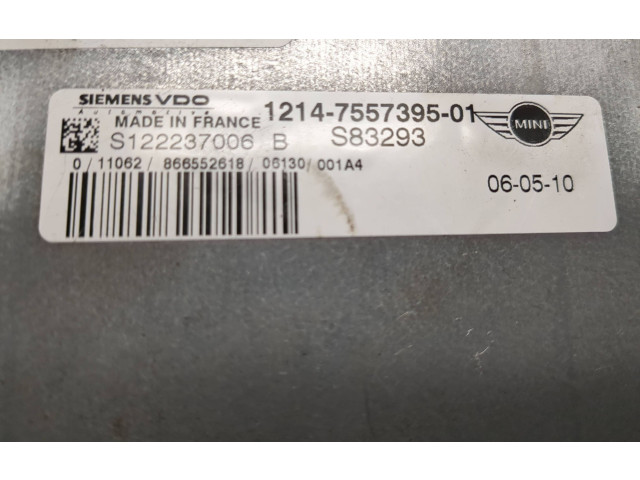 SIEMENS VDO
Automotive
MADE IN FRANCE 1214-7557395-01
MINI
S122237006 B S83293
0/11062/866552618/06130/001A4
06-05-10